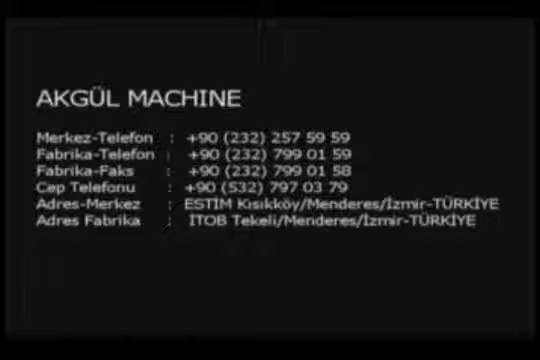 AKGÜL MACHINE
Merkez-Telefon : +90 (232) 257 59 59
Fabrika-Telefon : +90 (232) 799 01 59
Fabrika-Faks : +90 (232) 799 01 58
Cep Telefonu : +90 (532) 797 03 79
Adres-Merkez : ESTİM Kısıkköy/Menderes/İzmir-TÜRKİYE
Adres Fabrika : İTOB Tekeli/Menderes/İzmir-TÜRKİYE